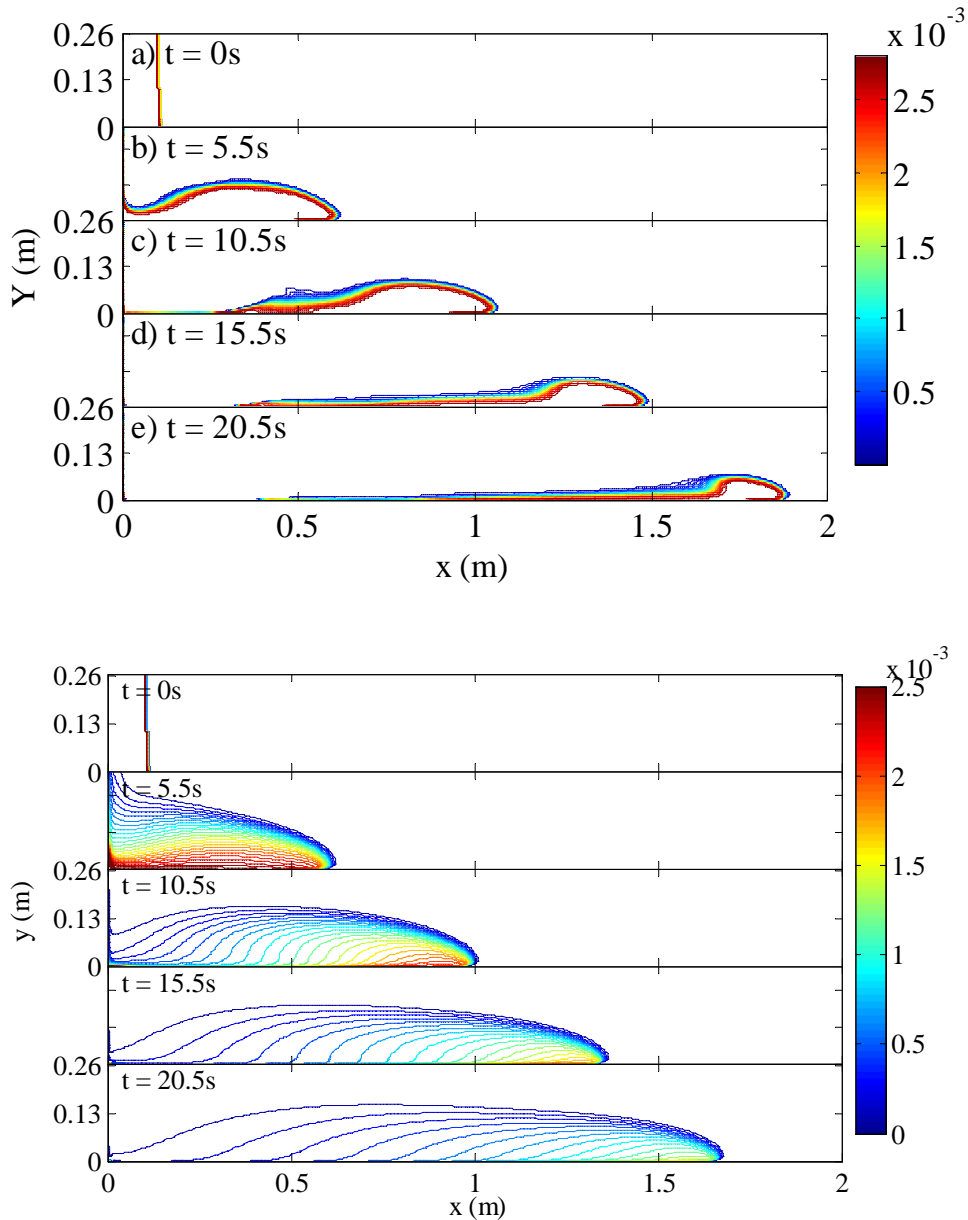 x 10^-3
0.26
a) t = 0s
0.13
0
b) t = 5.5s
0.26
c) t = 10.5s
0.13
0
d) t = 15.5s
0.26
e) t = 20.5s
0.13
0
Y (m)
0 0.5 1 1.5 2
x (m)
2.5
2
1.5
1
0.5
x 10^-3
0.26
t = 0s
0.13
0
t = 5.5s
0.26
t = 10.5s
0.13
0
t = 15.5s
0.26
t = 20.5s
0.13
0
y (m)
0 0.5 1 1.5 2
x (m)
2.5
2
1.5
1
0.5
0